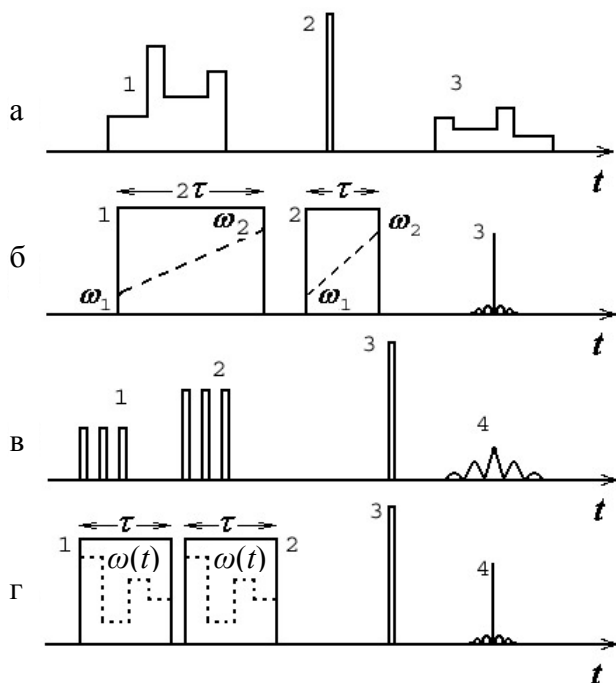 а 1 2 3 t
2τ τ
б 1 ω₂ 2 ω₂ 3
ω₁ ω₁ t
в 1 2 3 4 t
τ τ
г 1 ω(t) ω(t) 2 3 4
t